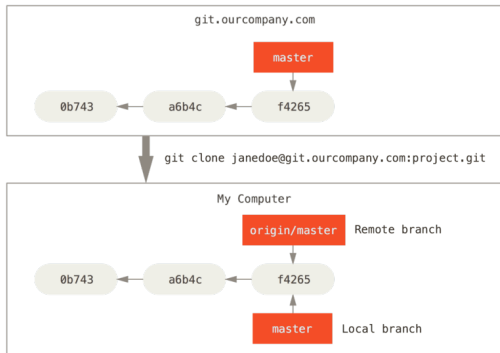 git.ourcompany.com
master
0b743 a6b4c f4265
git clone janedoe@git.ourcompany.com:project.git
My Computer
origin/master Remote branch
0b743 a6b4c f4265
master Local branch